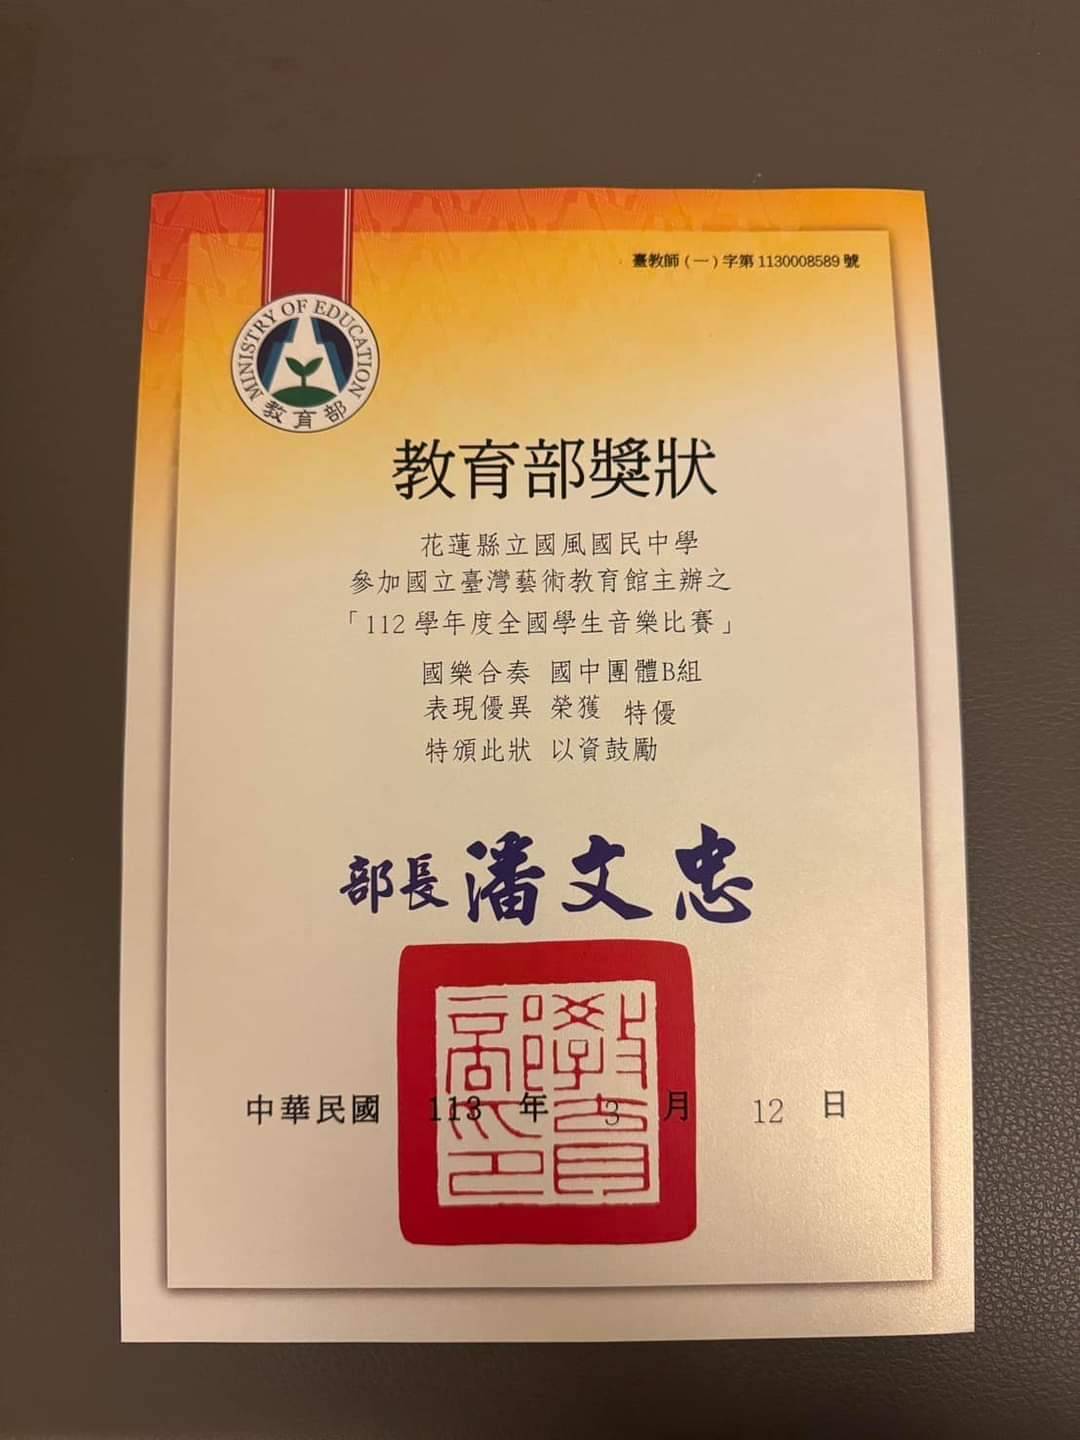 臺教師(一)字第1130008589號
MINISTRY OF EDUCATION
教育部
教育部獎狀
花蓮縣立國風國民中學
參加國立臺灣藝術教育館主辦之
「112學年度全國學生音樂比賽」
國樂合奏 國中團體B組
表現優異 榮獲 特優
特頒此狀 以資鼓勵
部長 潘文忠
教育部印
中華民國 113 年 3 月 12 日